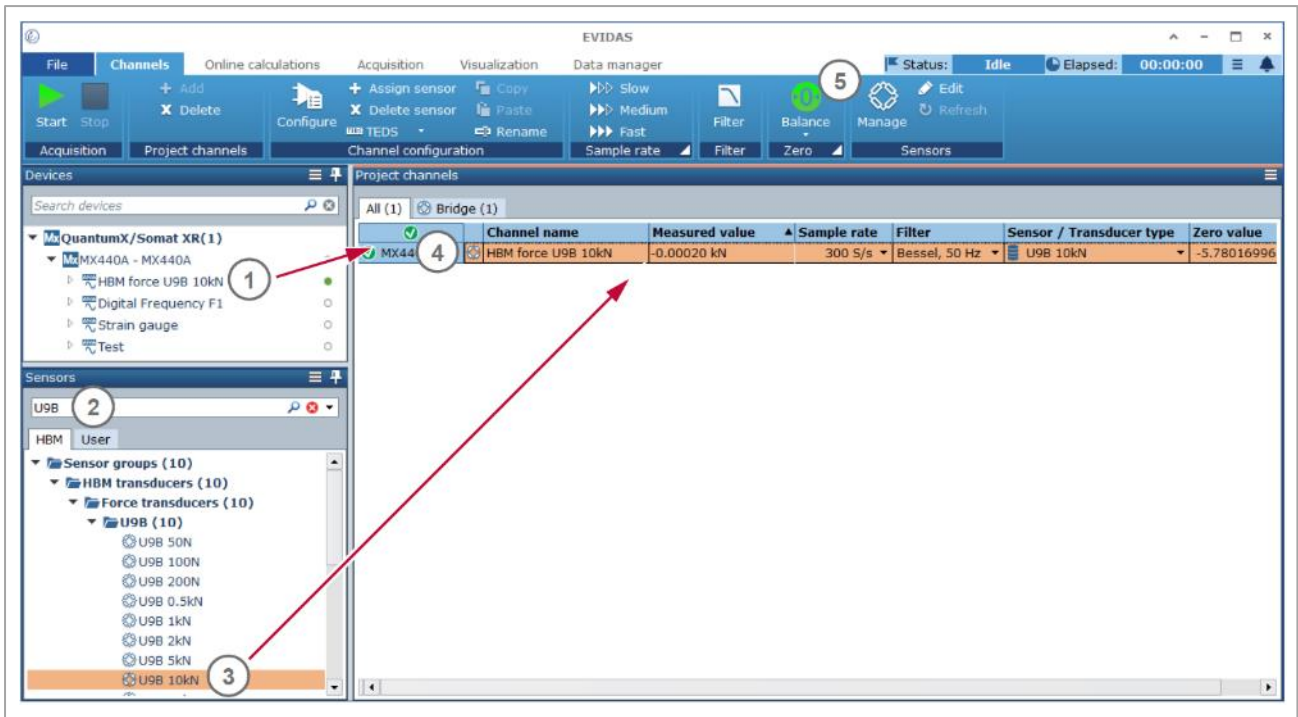 EVIDAS
File Channels Online calculations Acquisition Visualization Data manager Status: Idle Elapsed: 00:00:00
Start Stop
Acquisition
+ Add
X Delete
Project channels
Configure
+ Assign sensor
X Delete sensor
TEDS
Copy
Paste
Rename
Channel configuration
Slow
Medium
Fast
Sample rate
Filter
Filter
Balance
Zero
5
Manage
Edit
Refresh
Sensors
Devices
Search devices
QuantumX/Somat XR(1)
MX440A - MX440A
HBM force U9B 10kN
1
Digital Frequency F1
Strain gauge
Test
Sensors
U9B
2
HBM User
Sensor groups (10)
HBM transducers (10)
Force transducers (10)
U9B (10)
U9B 50N
U9B 100N
U9B 200N
U9B 0.5kN
U9B 1kN
U9B 2kN
U9B 5kN
U9B 10kN
3
Project channels
All (1) Bridge (1)
Channel name Measured value Sample rate Filter Sensor / Transducer type Zero value
MX44 4 HBM force U9B 10kN -0.00020 kN 300 S/s Bessel, 50 Hz U9B 10kN -5.78016996